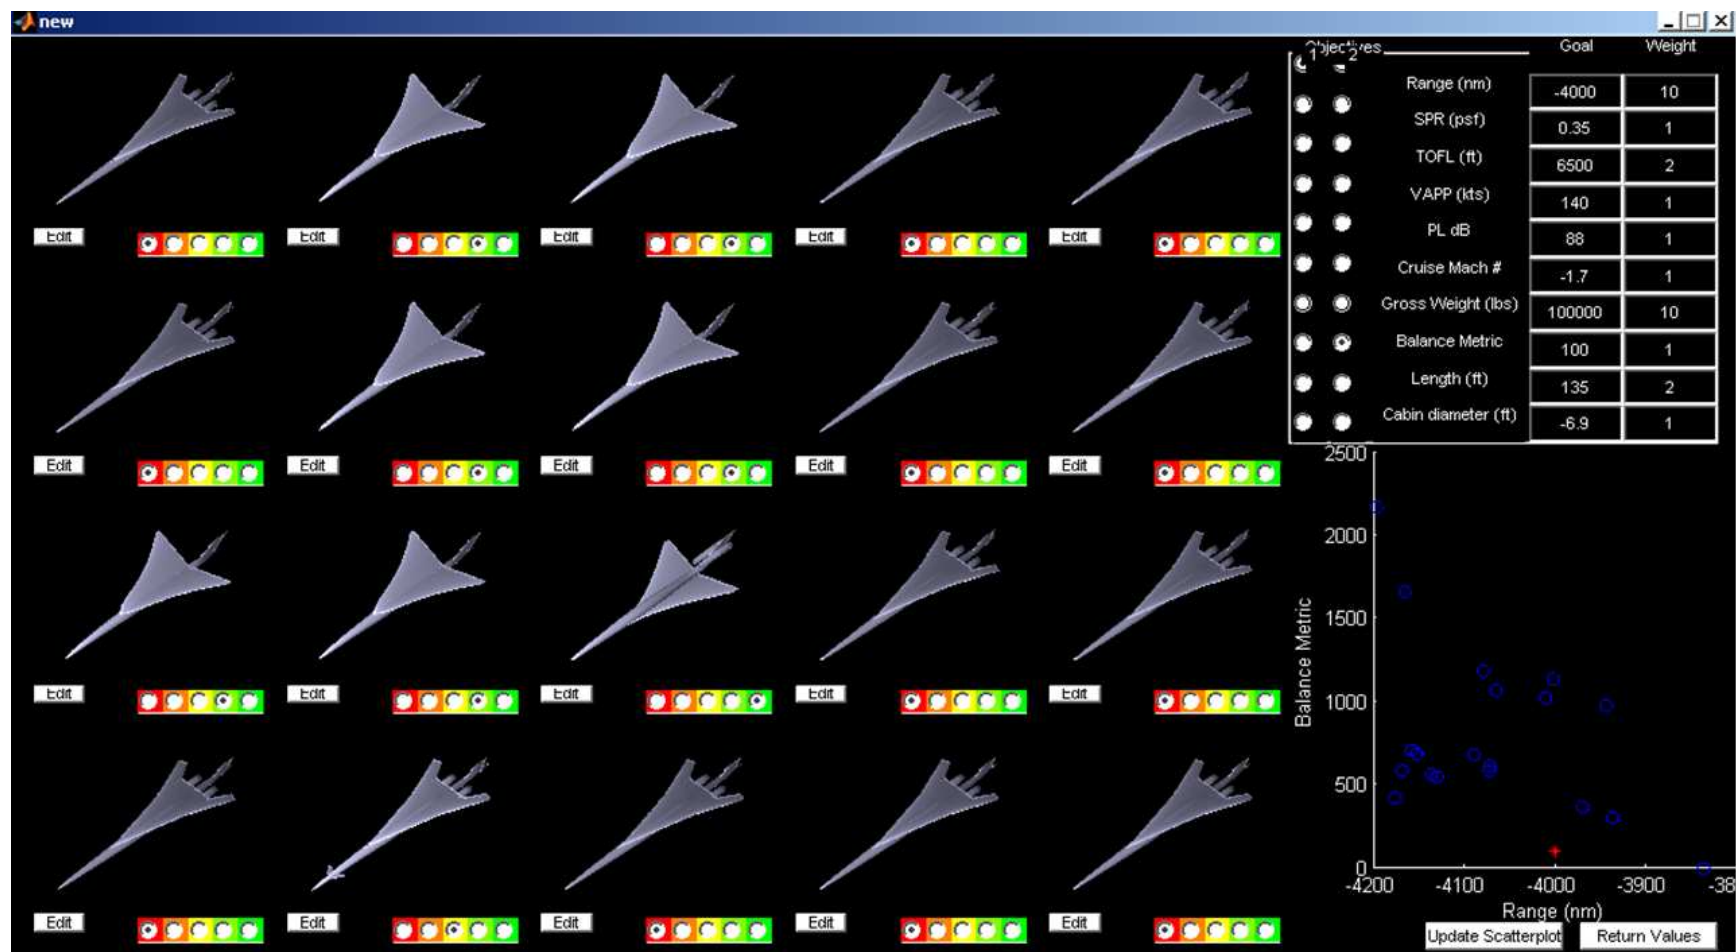 new
Objectives Goal Weight
1 2
Range (nm) -4000 10
SPR (psf) 0.35 1
TOFL (ft) 6500 2
VAPP (kts) 140 1
PL dB 88 1
Cruise Mach # -1.7 1
Gross Weight (lbs) 100000 10
Balance Metric 100 1
Length (ft) 135 2
Cabin diameter (ft) -6.9 1
Edit Edit Edit Edit Edit
Edit Edit Edit Edit Edit
Edit Edit Edit Edit Edit
Edit Edit Edit Edit Edit
2500
2000
1500
1000
500
0
Balance Metric
-4200 -4100 -4000 -3900 -38
Range (nm)
Update Scatterplot Return Values